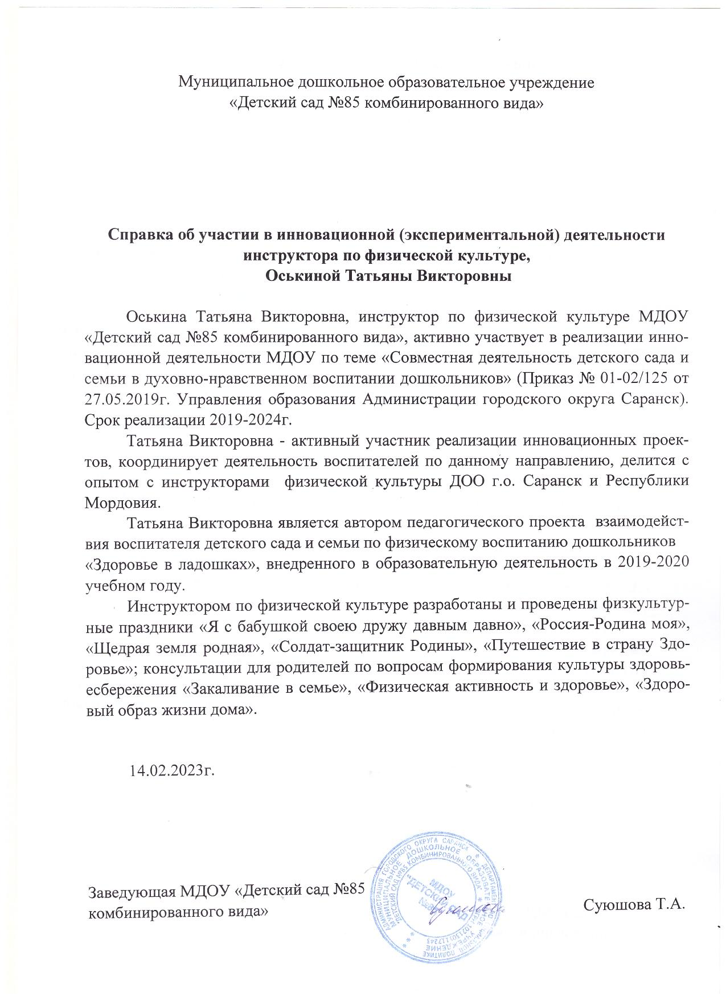 Муниципальное дошкольное образовательное учреждение
«Детский сад №85 комбинированного вида»
Справка об участии в инновационной (экспериментальной) деятельности
инструктора по физической культуре,
Оськиной Татьяны Викторовны
Оськина Татьяна Викторовна, инструктор по физической культуре МДОУ
«Детский сад №85 комбинированного вида», активно участвует в реализации инно-
вационной деятельности МДОУ по теме «Совместная деятельность детского сада и
семьи в духовно-нравственном воспитании дошкольников» (Приказ № 01-02/125 от
27.05.2019г. Управления образования Администрации городского округа Саранск).
Срок реализации 2019-2024г.
Татьяна Викторовна - активный участник реализации инновационных проек-
тов, координирует деятельность воспитателей по данному направлению, делится с
опытом с инструкторами физической культуры ДОО г.о. Саранск и Республики
Мордовия.
Татьяна Викторовна является автором педагогического проекта взаимодейст-
вия воспитателя детского сада и семьи по физическому воспитанию дошкольников
«Здоровье в ладошках», внедренного в образовательную деятельность в 2019-2020
учебном году.
Инструктором по физической культуре разработаны и проведены физкультур-
ные праздники «Я с бабушкой своею дружу давным давно», «Россия-Родина моя»,
«Щедрая земля родная», «Солдат-защитник Родины», «Путешествие в страну Здо-
ровье»; консультации для родителей по вопросам формирования культуры здоровь-
есбережения «Закаливание в семье», «Физическая активность и здоровье», «Здоро-
вый образ жизни дома».
14.02.2023г.
Заведующая МДОУ «Детский сад №85
комбинированного вида»
Суюшова Т.А.
АДМИНИСТРАЦИЯ ГОРОДСКОГО ОКРУГА САРАНСК * ДЕПАРТАМЕНТ ПО СОЦИАЛЬНОЙ ПОЛИТИКЕ
МУНИЦИПАЛЬНОЕ ДОШКОЛЬНОЕ ОБРАЗОВАТЕЛЬНОЕ УЧРЕЖДЕНИЕ
"ДЕТСКИЙ САД №85 КОМБИНИРОВАННОГО ВИДА"
МДОУ
"ДЕТСКИЙ САД